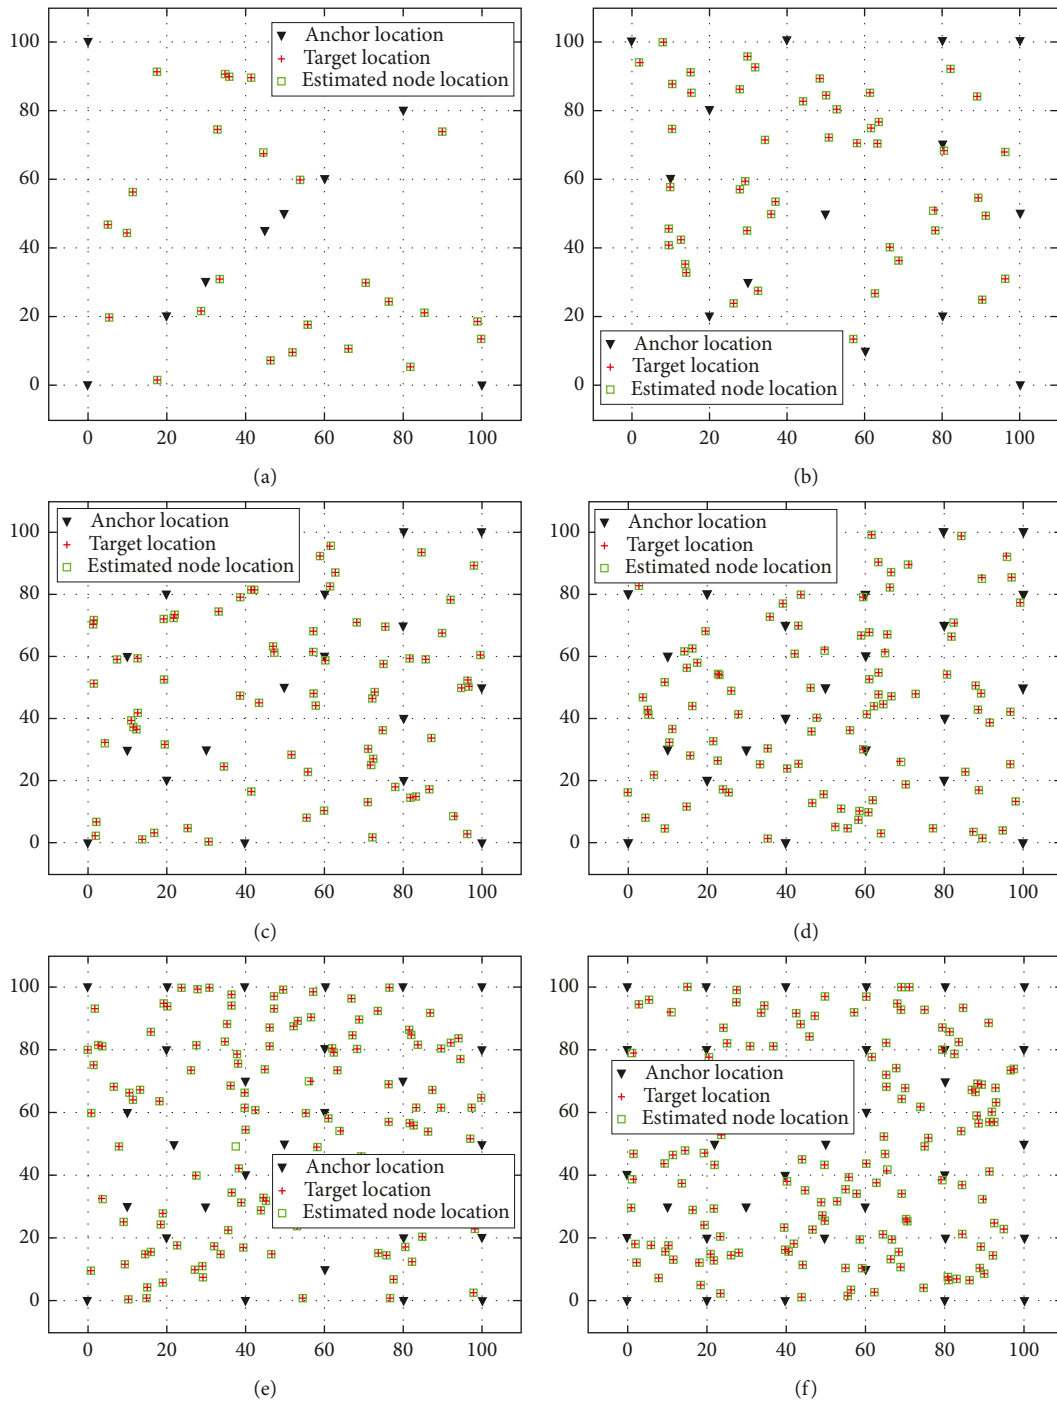 100
80
60
40
20
0
0 20 40 60 80 100
Anchor location
Target location
Estimated node location
(a)
100
80
60
40
20
0
0 20 40 60 80 100
Anchor location
Target location
Estimated node location
(b)
100
80
60
40
20
0
0 20 40 60 80 100
Anchor location
Target location
Estimated node location
(c)
100
80
60
40
20
0
0 20 40 60 80 100
Anchor location
Target location
Estimated node location
(d)
100
80
60
40
20
0
0 20 40 60 80 100
Anchor location
Target location
Estimated node location
(e)
100
80
60
40
20
0
0 20 40 60 80 100
Anchor location
Target location
Estimated node location
(f)